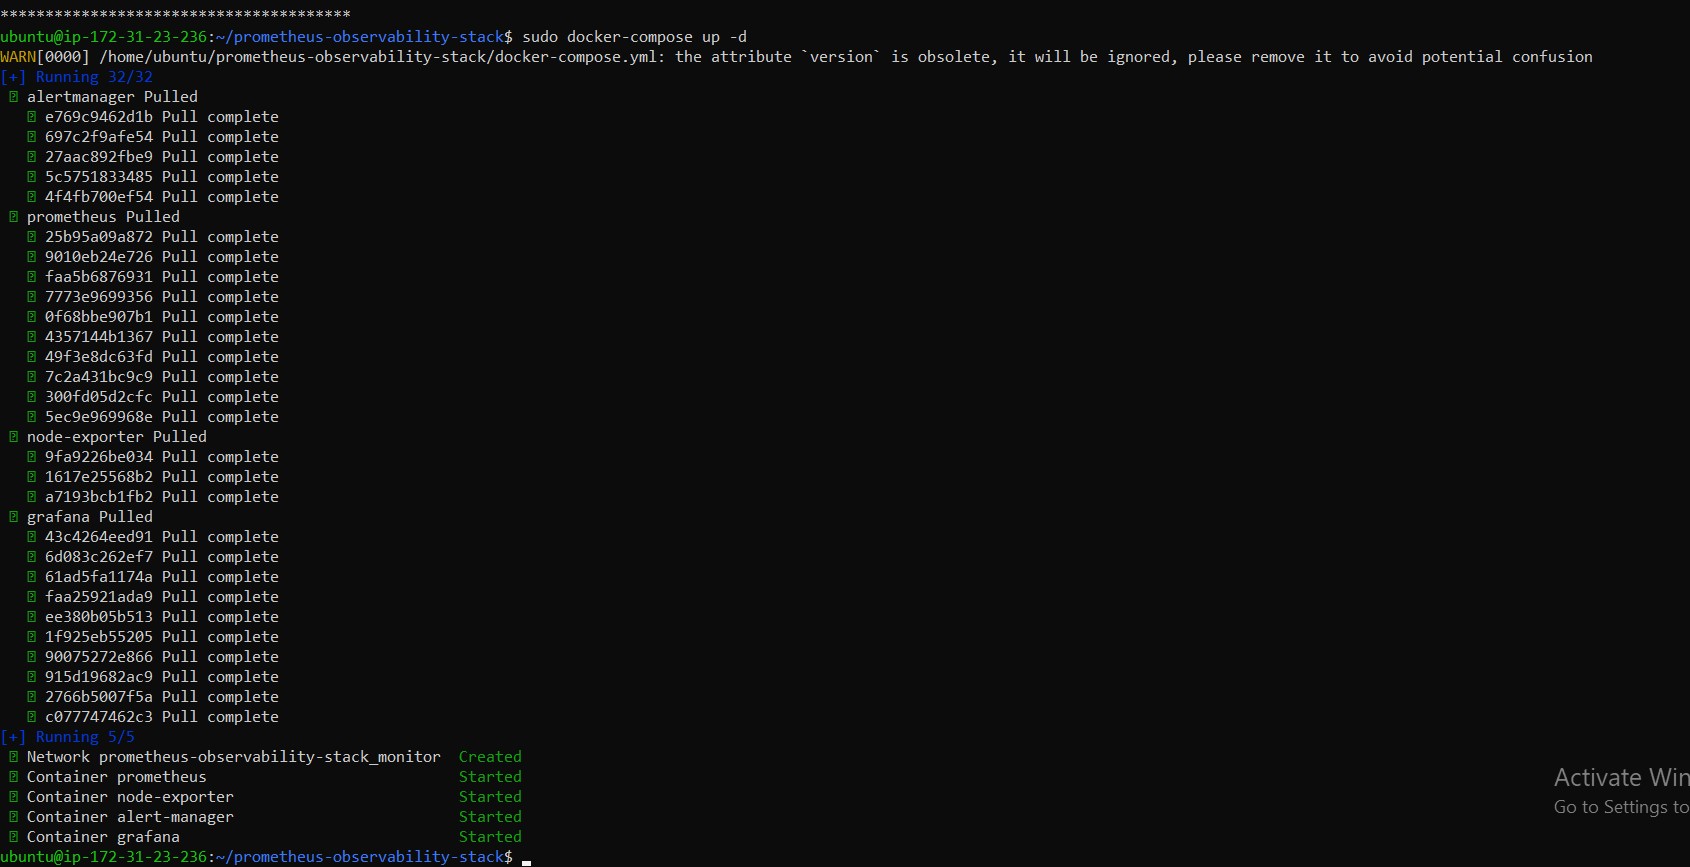 ***************************************
ubuntu@ip-172-31-23-236:~/prometheus-observability-stack$ sudo docker-compose up -d
WARN[0000] /home/ubuntu/prometheus-observability-stack/docker-compose.yml: the attribute `version` is obsolete, it will be ignored, please remove it to avoid potential confusion
[+] Running 32/32
alertmanager Pulled
e769c9462d1b Pull complete
697c2f9afe54 Pull complete
27aac892fbe9 Pull complete
5c5751833485 Pull complete
4f4fb700ef54 Pull complete
prometheus Pulled
25b95a09a872 Pull complete
9010eb24e726 Pull complete
faa5b6876931 Pull complete
7773e9699356 Pull complete
0f68bbe907b1 Pull complete
4357144b1367 Pull complete
49f3e8dc63fd Pull complete
7c2a431bc9c9 Pull complete
300fd05d2cfc Pull complete
5ec9e969968e Pull complete
node-exporter Pulled
9fa9226be034 Pull complete
1617e25568b2 Pull complete
a7193bcb1fb2 Pull complete
grafana Pulled
43c4264eed91 Pull complete
6d083c262ef7 Pull complete
61ad5fa1174a Pull complete
faa25921ada9 Pull complete
ee380b05b513 Pull complete
1f925eb55205 Pull complete
90075272e866 Pull complete
915d19682ac9 Pull complete
2766b5007f5a Pull complete
c077747462c3 Pull complete
[+] Running 5/5
Network prometheus-observability-stack_monitor Created
Container prometheus Started
Container node-exporter Started
Container alert-manager Started
Container grafana Started
ubuntu@ip-172-31-23-236:~/prometheus-observability-stack$
Activate Win
Go to Settings to